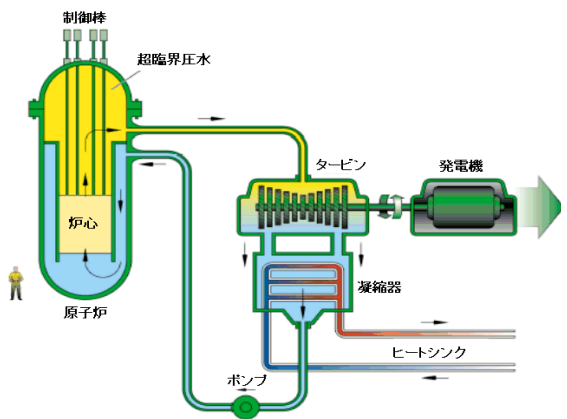 制御棒
超臨界圧水
タービン
発電機
炉心
凝縮器
原子炉
ヒートシンク
ポンプ